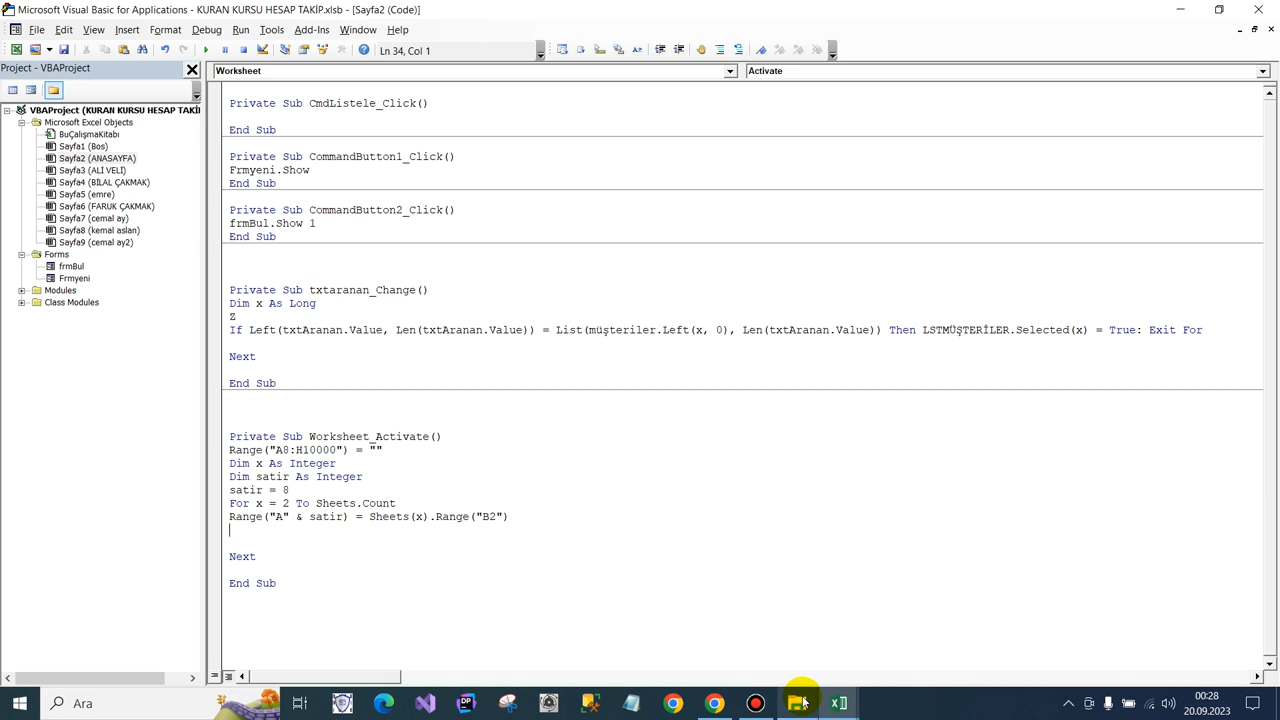 Microsoft Visual Basic for Applications - KURAN KURSU HESAP TAKİP.xlsb - [Sayfa2 (Code)]
File Edit View Insert Format Debug Run Tools Add-Ins Window Help
Ln 34, Col 1
Project - VBAProject
Worksheet
Activate
VBAProject (KURAN KURSU HESAP TAKİ
Microsoft Excel Objects
BuÇalışmaKitabı
Sayfa1 (Bos)
Sayfa2 (ANASAYFA)
Sayfa3 (ALİ VELİ)
Sayfa4 (BİLAL ÇAKMAK)
Sayfa5 (emre)
Sayfa6 (FARUK ÇAKMAK)
Sayfa7 (cemal ay)
Sayfa8 (kemal aslan)
Sayfa9 (cemal ay2)
Forms
frmBul
Frmyeni
Modules
Class Modules
Private Sub CmdListele_Click()
End Sub
Private Sub CommandButton1_Click()
Frmyeni.Show
End Sub
Private Sub CommandButton2_Click()
frmBul.Show 1
End Sub
Private Sub txtaranan_Change()
Dim x As Long
Z
If Left(txtAranan.Value, Len(txtAranan.Value)) = List(müşteriler.Left(x, 0), Len(txtAranan.Value)) Then LSTMÜŞTERİLER.Selected(x) = True: Exit For
Next
End Sub
Private Sub Worksheet_Activate()
Range("A8:H10000") = ""
Dim x As Integer
Dim satir As Integer
satir = 8
For x = 2 To Sheets.Count
Range("A" & satir) = Sheets(x).Range("B2")
Next
End Sub
Ara
DP
00:28
20.09.2023